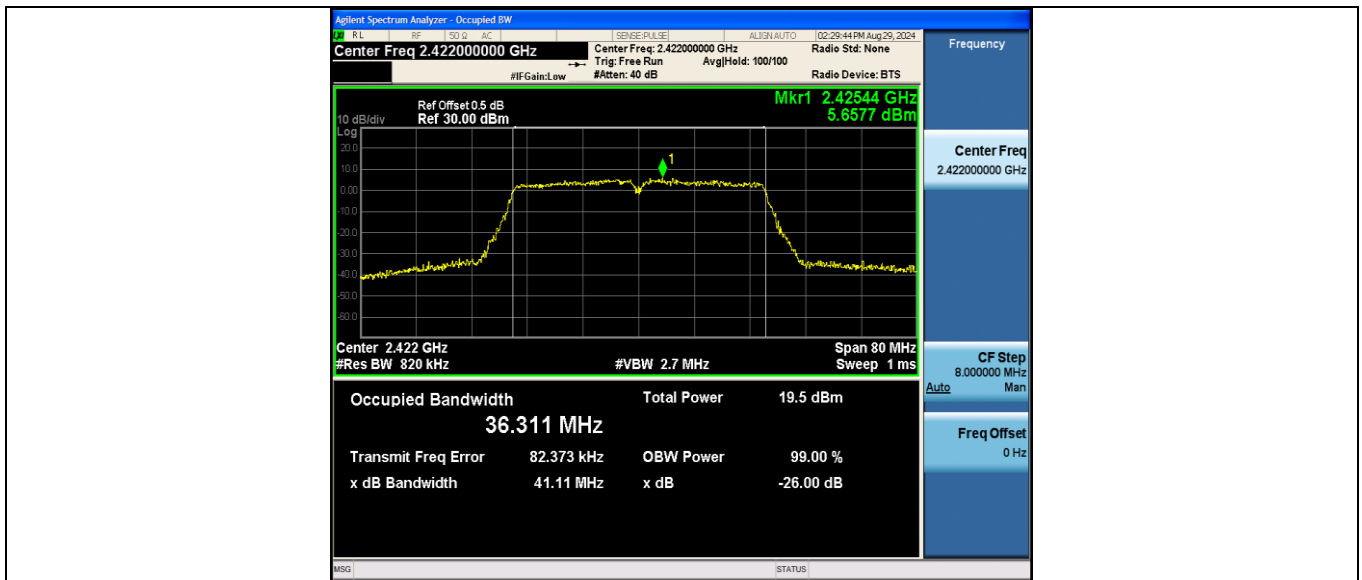 Agilent Spectrum Analyzer - Occupied BW
RL RF 50 Ω AC SENSE:PULSE ALIGN AUTO 02:29:44 PM Aug 29, 2024
Center Freq 2.422000000 GHz
Center Freq: 2.422000000 GHz
Radio Std: None
Trig: Free Run Avg|Hold: 100/100
#IFGain:Low
#Atten: 40 dB
Radio Device: BTS
Frequency
Mkr1 2.42544 GHz
5.6577 dBm
Ref Offset 0.5 dB
10 dB/div Ref 30.00 dBm
Log
20.0
10.0
0.00
-10.0
-20.0
-30.0
-40.0
-50.0
-60.0
1
Center 2.422 GHz
Span 80 MHz
#Res BW 820 kHz
#VBW 2.7 MHz
Sweep 1 ms
Occupied Bandwidth
Total Power 19.5 dBm
36.311 MHz
Transmit Freq Error 82.373 kHz
OBW Power 99.00 %
x dB Bandwidth 41.11 MHz
x dB -26.00 dB
Center Freq
2.422000000 GHz
CF Step
8.000000 MHz
Auto Man
Freq Offset
0 Hz
MSG
STATUS